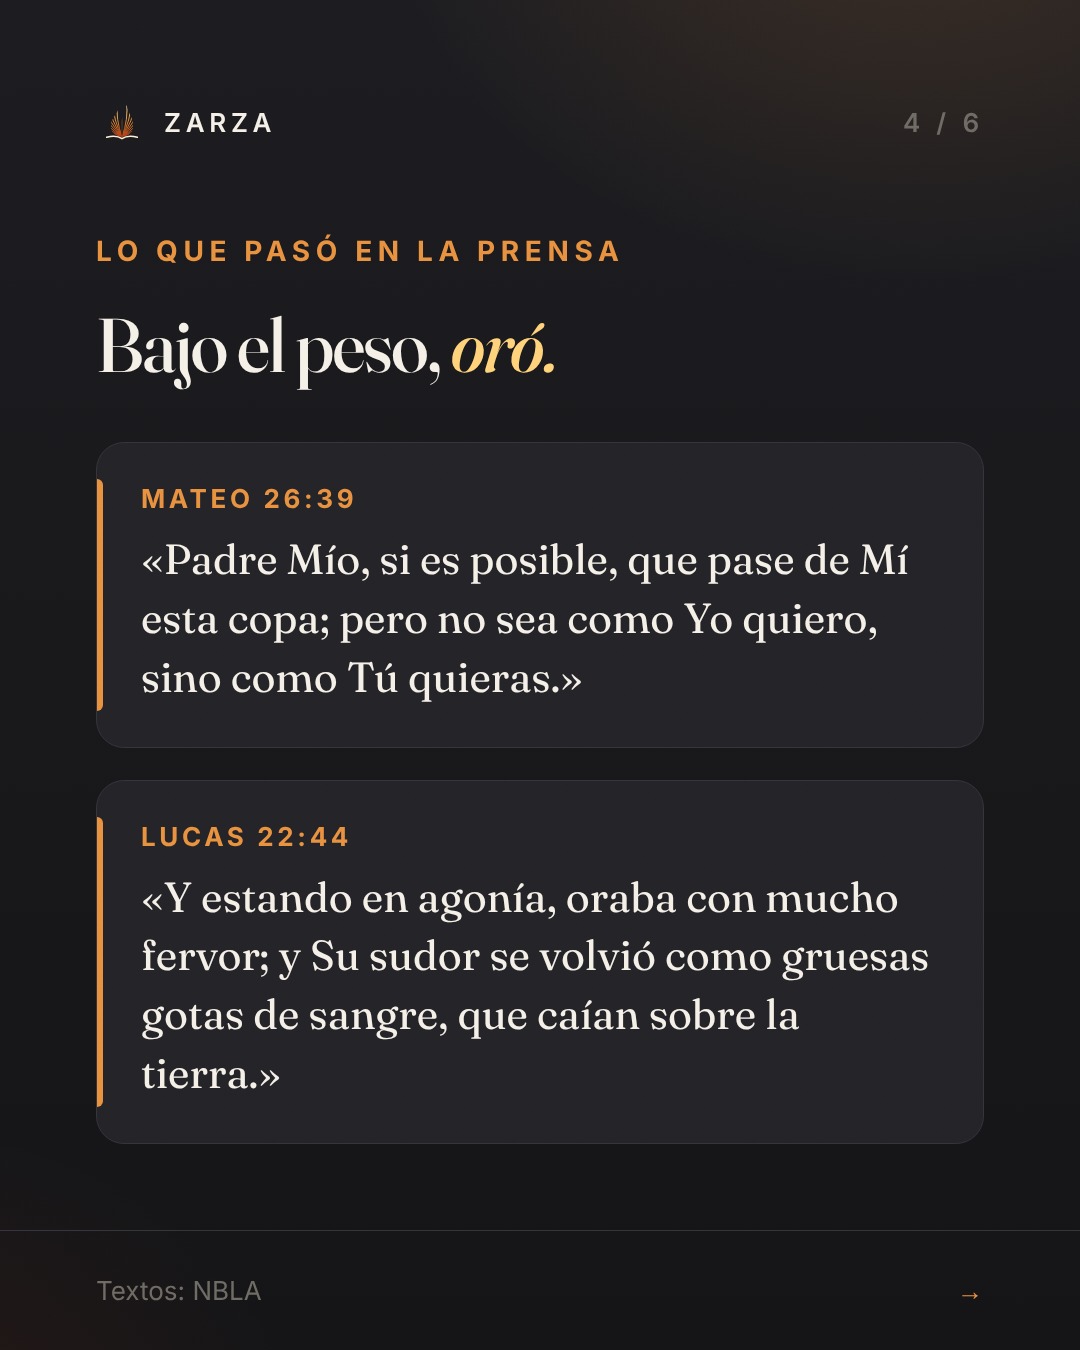 ZARZA
4 / 6
LO QUE PASÓ EN LA PRENSA
Bajo el peso, oró.
MATEO 26:39
«Padre Mío, si es posible, que pase de Mí
esta copa; pero no sea como Yo quiero,
sino como Tú quieras.»
LUCAS 22:44
«Y estando en agonía, oraba con mucho
fervor; y Su sudor se volvió como gruesas
gotas de sangre, que caían sobre la
tierra.»
Textos: NBLA
→